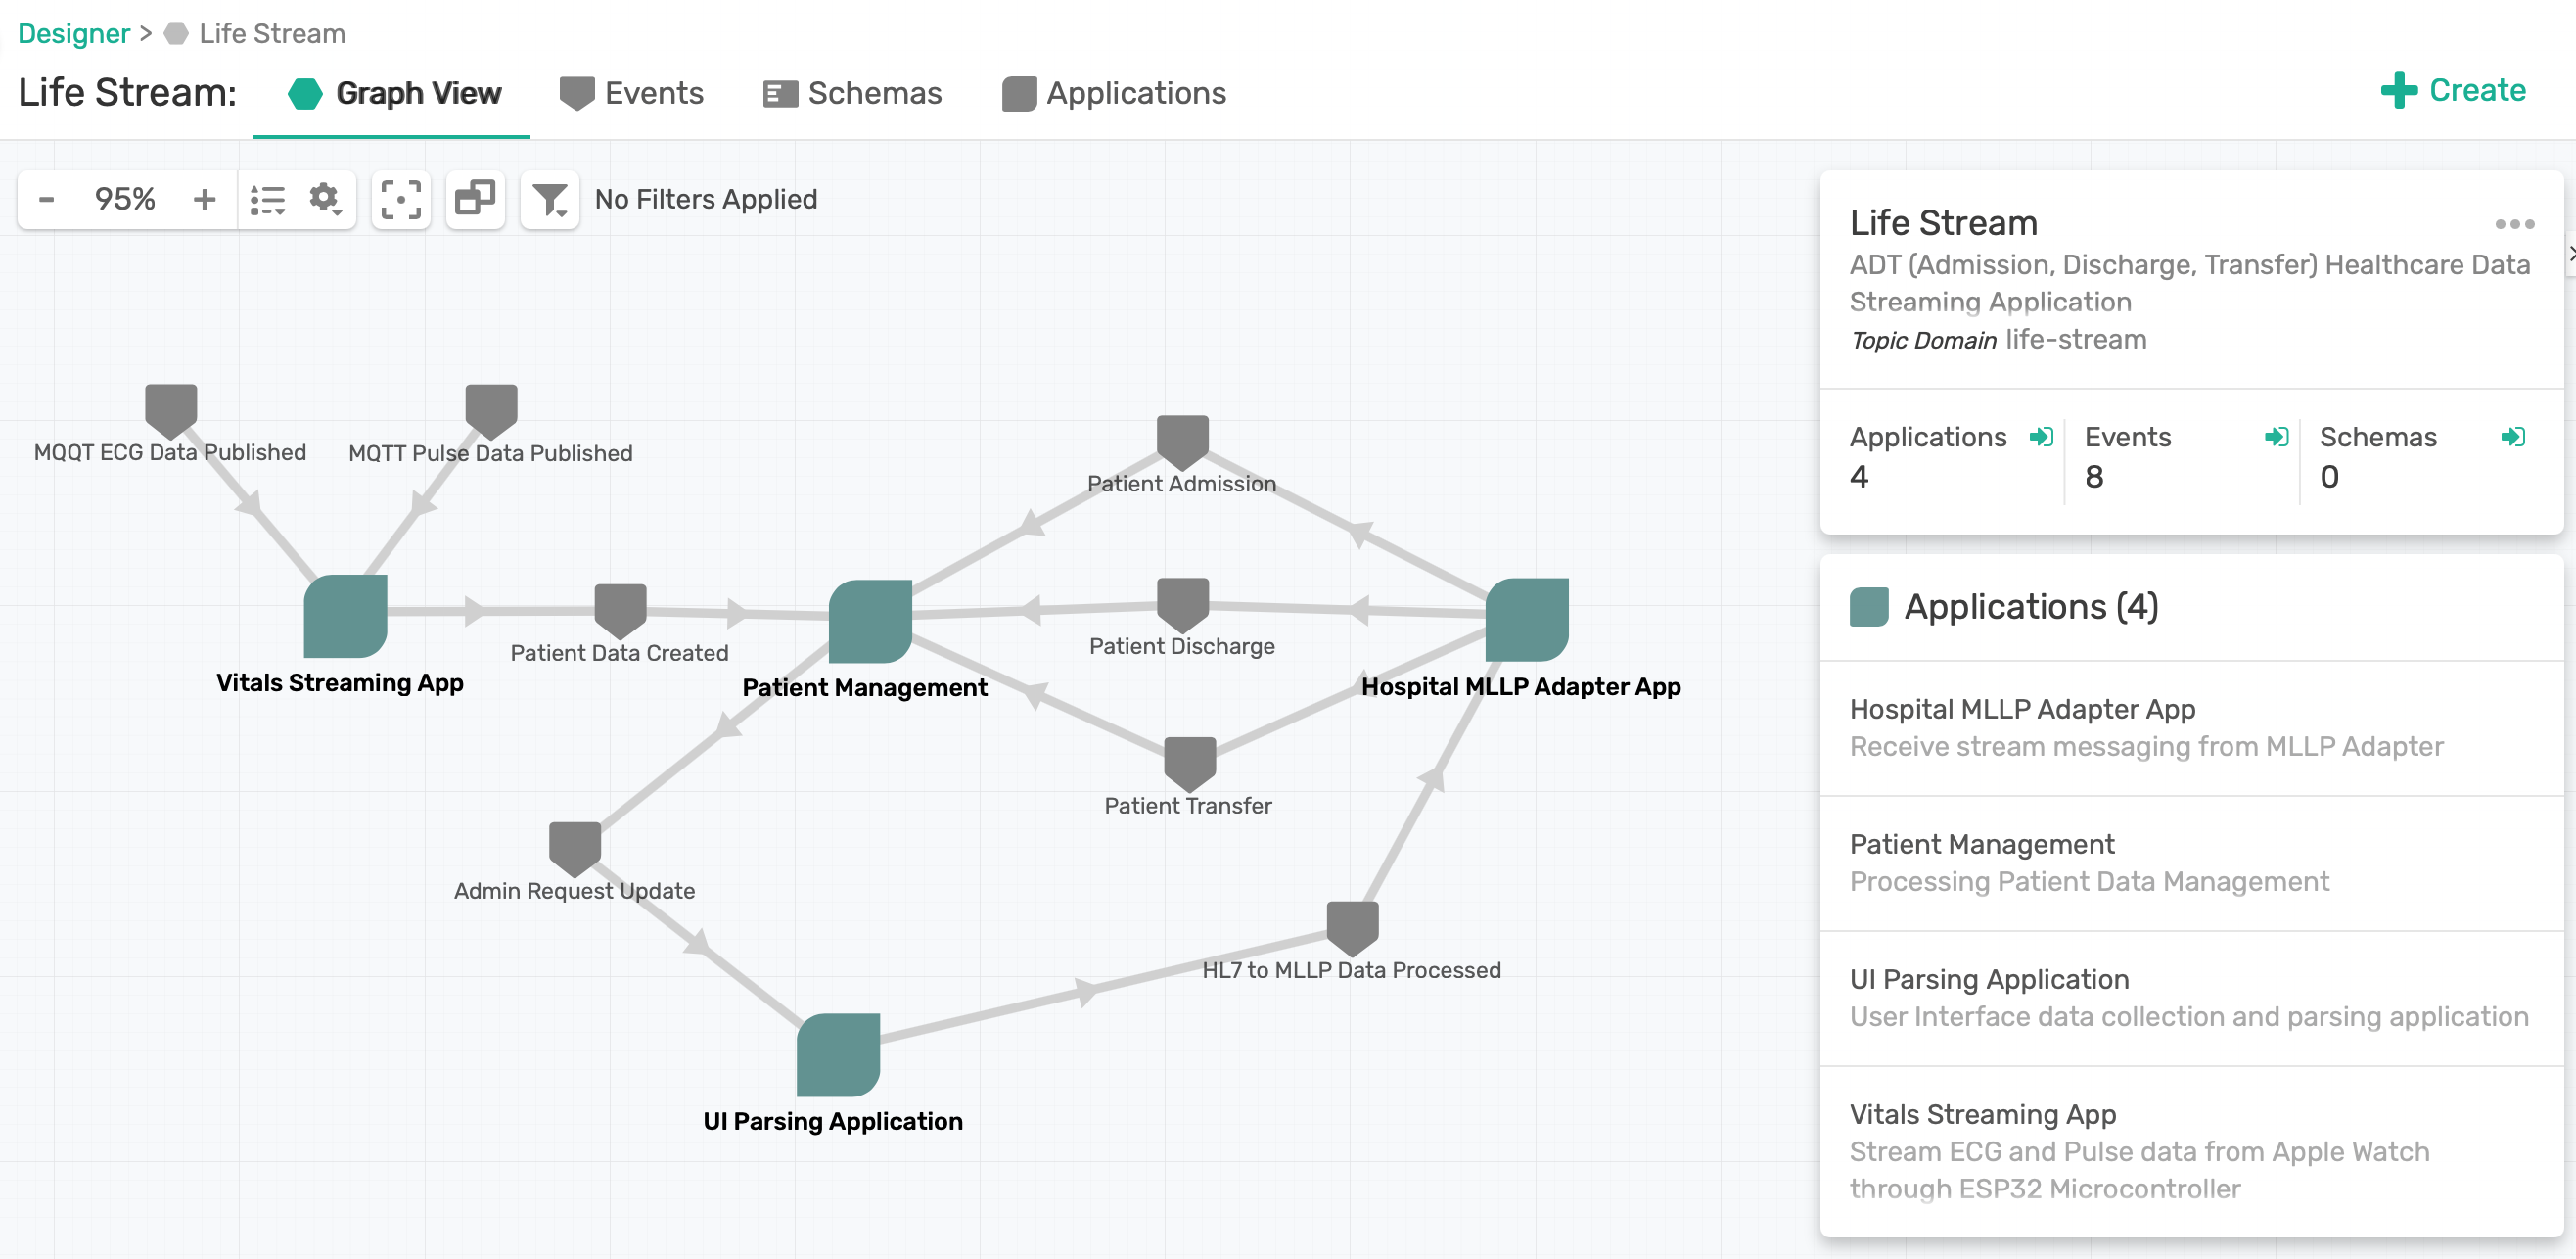 Designer > Life Stream
Life Stream:
Graph View
Events
Schemas
Applications
Create
- 95% +
No Filters Applied
MQQT ECG Data Published
MQTT Pulse Data Published
Patient Admission
Vitals Streaming App
Patient Data Created
Patient Management
Patient Discharge
Hospital MLLP Adapter App
Patient Transfer
Admin Request Update
HL7 to MLLP Data Processed
UI Parsing Application
Life Stream
ADT (Admission, Discharge, Transfer) Healthcare Data
Streaming Application
Topic Domain life-stream
Applications
4
Events
8
Schemas
0
Applications (4)
Hospital MLLP Adapter App
Receive stream messaging from MLLP Adapter
Patient Management
Processing Patient Data Management
UI Parsing Application
User Interface data collection and parsing application
Vitals Streaming App
Stream ECG and Pulse data from Apple Watch
through ESP32 Microcontroller